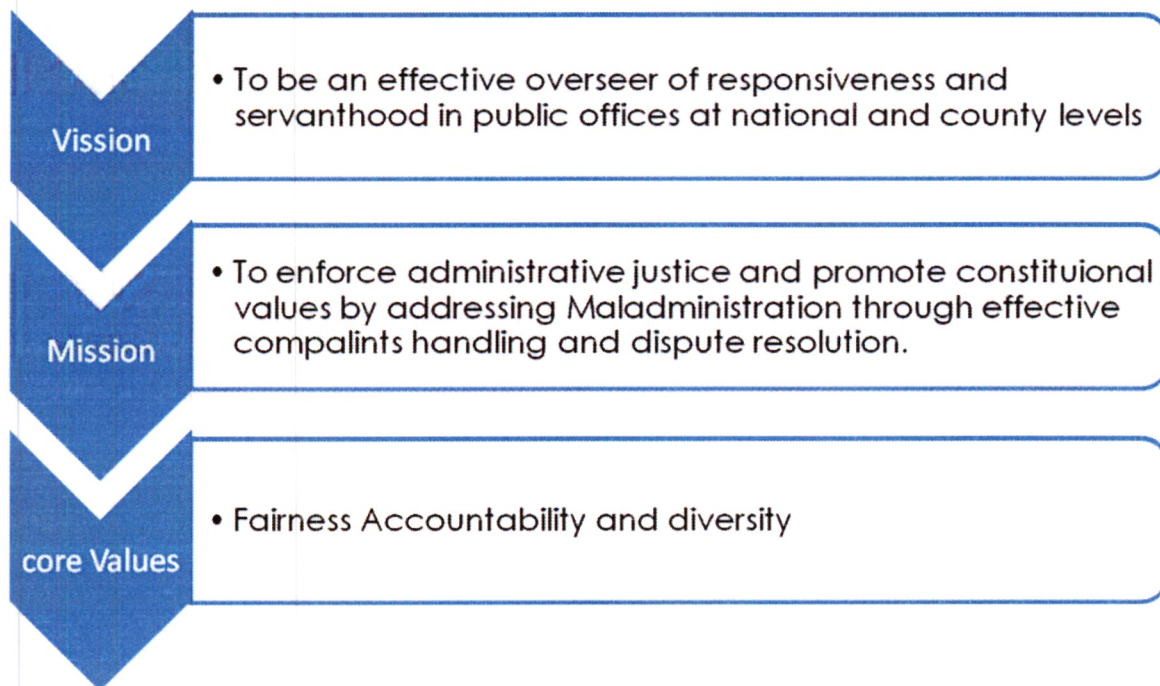 Vission
• To be an effective overseer of responsiveness and
servanthood in public offices at national and county levels
Mission
• To enforce administrative justice and promote constituional
values by addressing Maladministration through effective
compalints handling and dispute resolution.
core Values
• Fairness Accountability and diversity